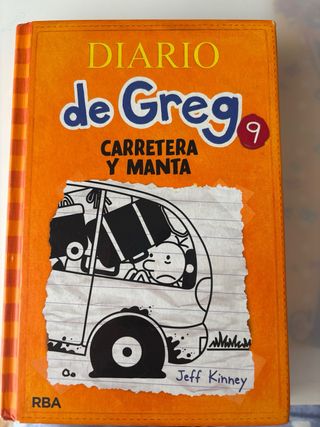 DIARIO
de Greg 9
CARRETERA
Y MANTA
Jeff Kinney
RBA